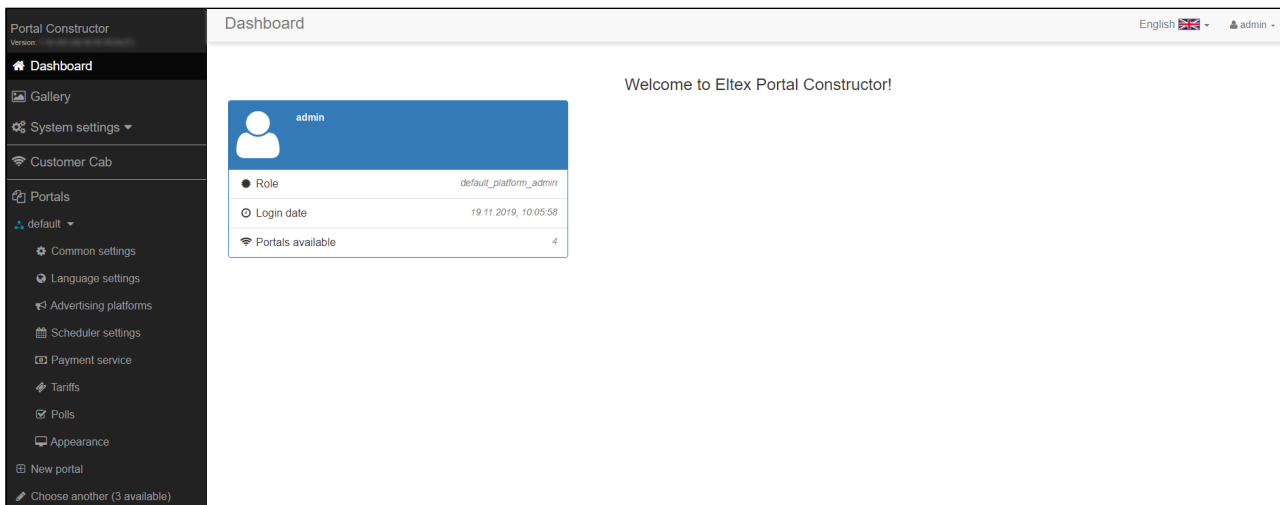 Portal Constructor
Version:
Dashboard
Gallery
System settings
Customer Cab
Portals
default
Common settings
Language settings
Advertising platforms
Scheduler settings
Payment service
Tariffs
Polls
Appearance
New portal
Choose another (3 available)
Dashboard
English
admin
Welcome to Eltex Portal Constructor!
admin
Role default_platform_admin
Login date 19.11.2019, 10:05:58
Portals available 4